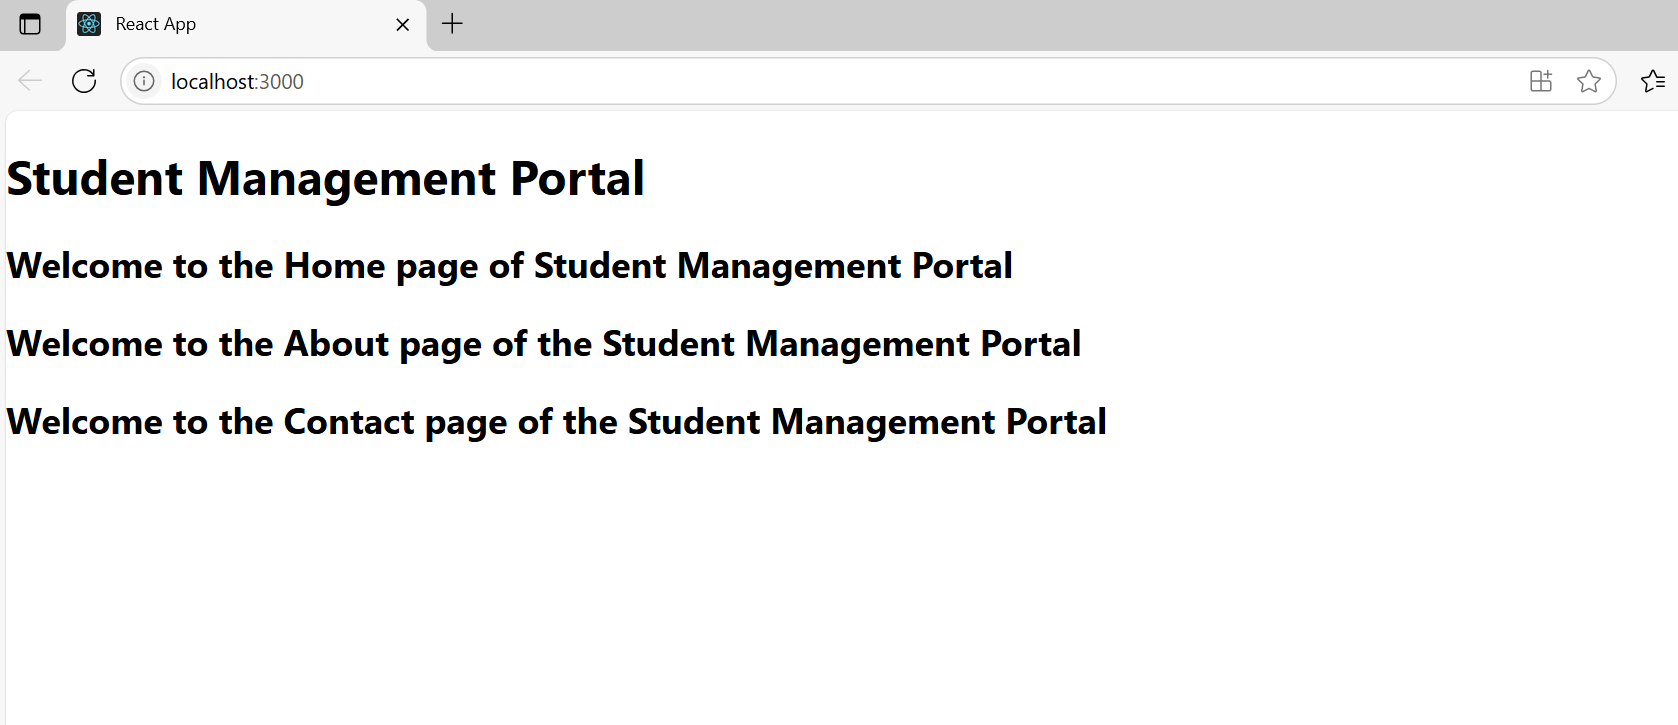 React App
localhost:3000
Student Management Portal
Welcome to the Home page of Student Management Portal
Welcome to the About page of the Student Management Portal
Welcome to the Contact page of the Student Management Portal